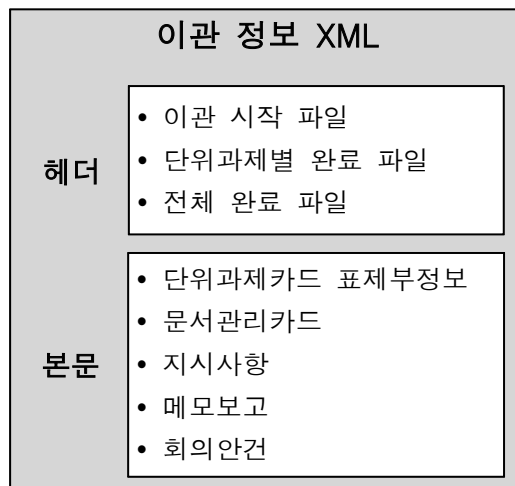 이관 정보 XML
헤더
• 이관 시작 파일
• 단위과제별 완료 파일
• 전체 완료 파일
본문
• 단위과제카드 표제부정보
• 문서관리카드
• 지시사항
• 메모보고
• 회의안건